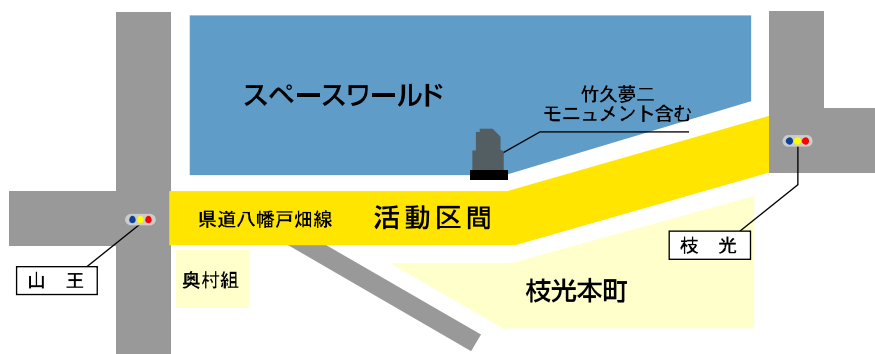 スペースワールド
竹久夢二
モニュメント含む
県道八幡戸畑線
活動区間
山 王
枝 光
奥村組
枝光本町